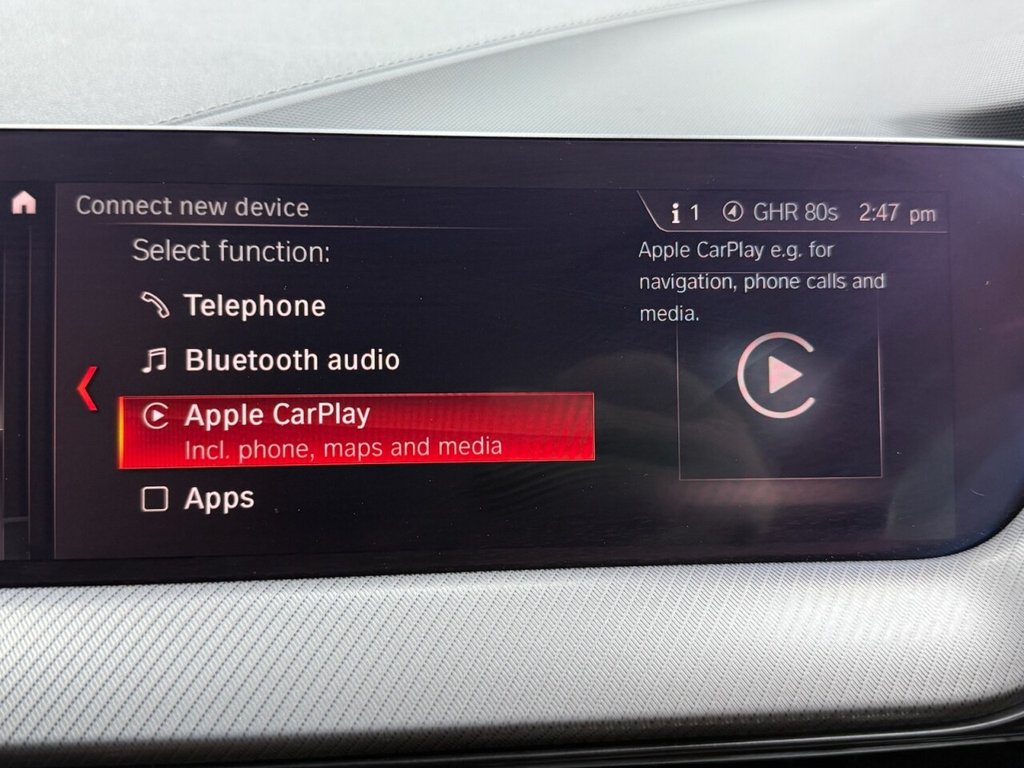 Connect new device
i 1 GHR 80s 2:47 pm
Select function:
Telephone
Bluetooth audio
Apple CarPlay
Incl. phone, maps and media
Apps
Apple CarPlay e.g. for
navigation, phone calls and
media.